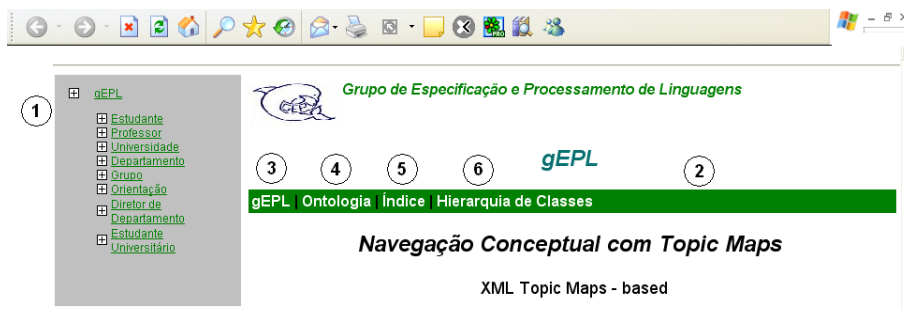 1
gEPL
Estudante
Professor
Universidade
Departamento
Grupo
Orientação
Diretor de
Departamento
Estudante
Universitário
gEPL
Grupo de Especificação e Processamento de Linguagens
gEPL
3 4 5 6 2
gEPL | Ontologia | Índice | Hierarquia de Classes
Navegação Conceptual com Topic Maps
XML Topic Maps - based